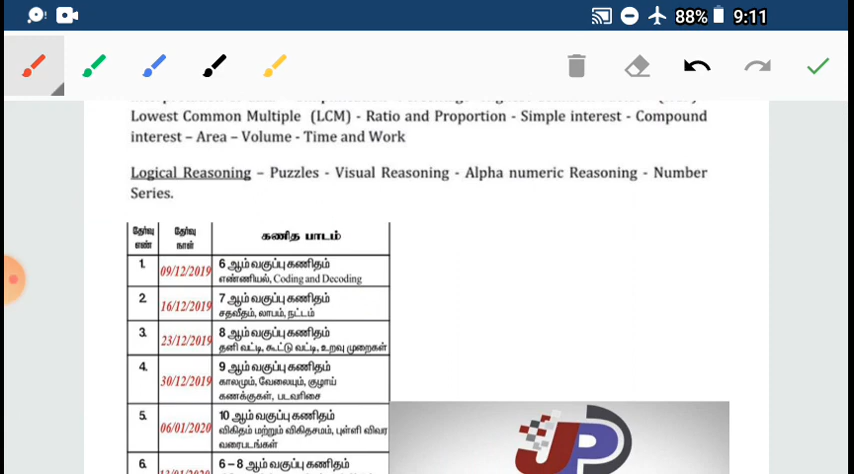 88% 9:11
Lowest Common Multiple (LCM) - Ratio and Proportion - Simple interest - Compound
interest – Area – Volume - Time and Work
Logical Reasoning – Puzzles - Visual Reasoning - Alpha numeric Reasoning - Number
Series.
தேர்வு எண் தேர்வு நாள் கணித பாடம்
1. 09/12/2019 6 ஆம் வகுப்பு கணிதம்
எண்ணியல், Coding and Decoding
2. 16/12/2019 7 ஆம் வகுப்பு கணிதம்
சதவீதம், லாபம், நட்டம்
3. 23/12/2019 8 ஆம் வகுப்பு கணிதம்
தனி வட்டி, கூட்டு வட்டி, உறவு முறைகள்
4. 30/12/2019 9 ஆம் வகுப்பு கணிதம்
காலமும், வேலையும், குழாய்
கணக்குகள், படவரிசை
5. 06/01/2020 10 ஆம் வகுப்பு கணிதம்
விகிதம் மற்றும் விகிதசமம், புள்ளி விவர
வரைபடங்கள்
6. 6 – 8 ஆம் வகுப்பு கணிதம்
JP